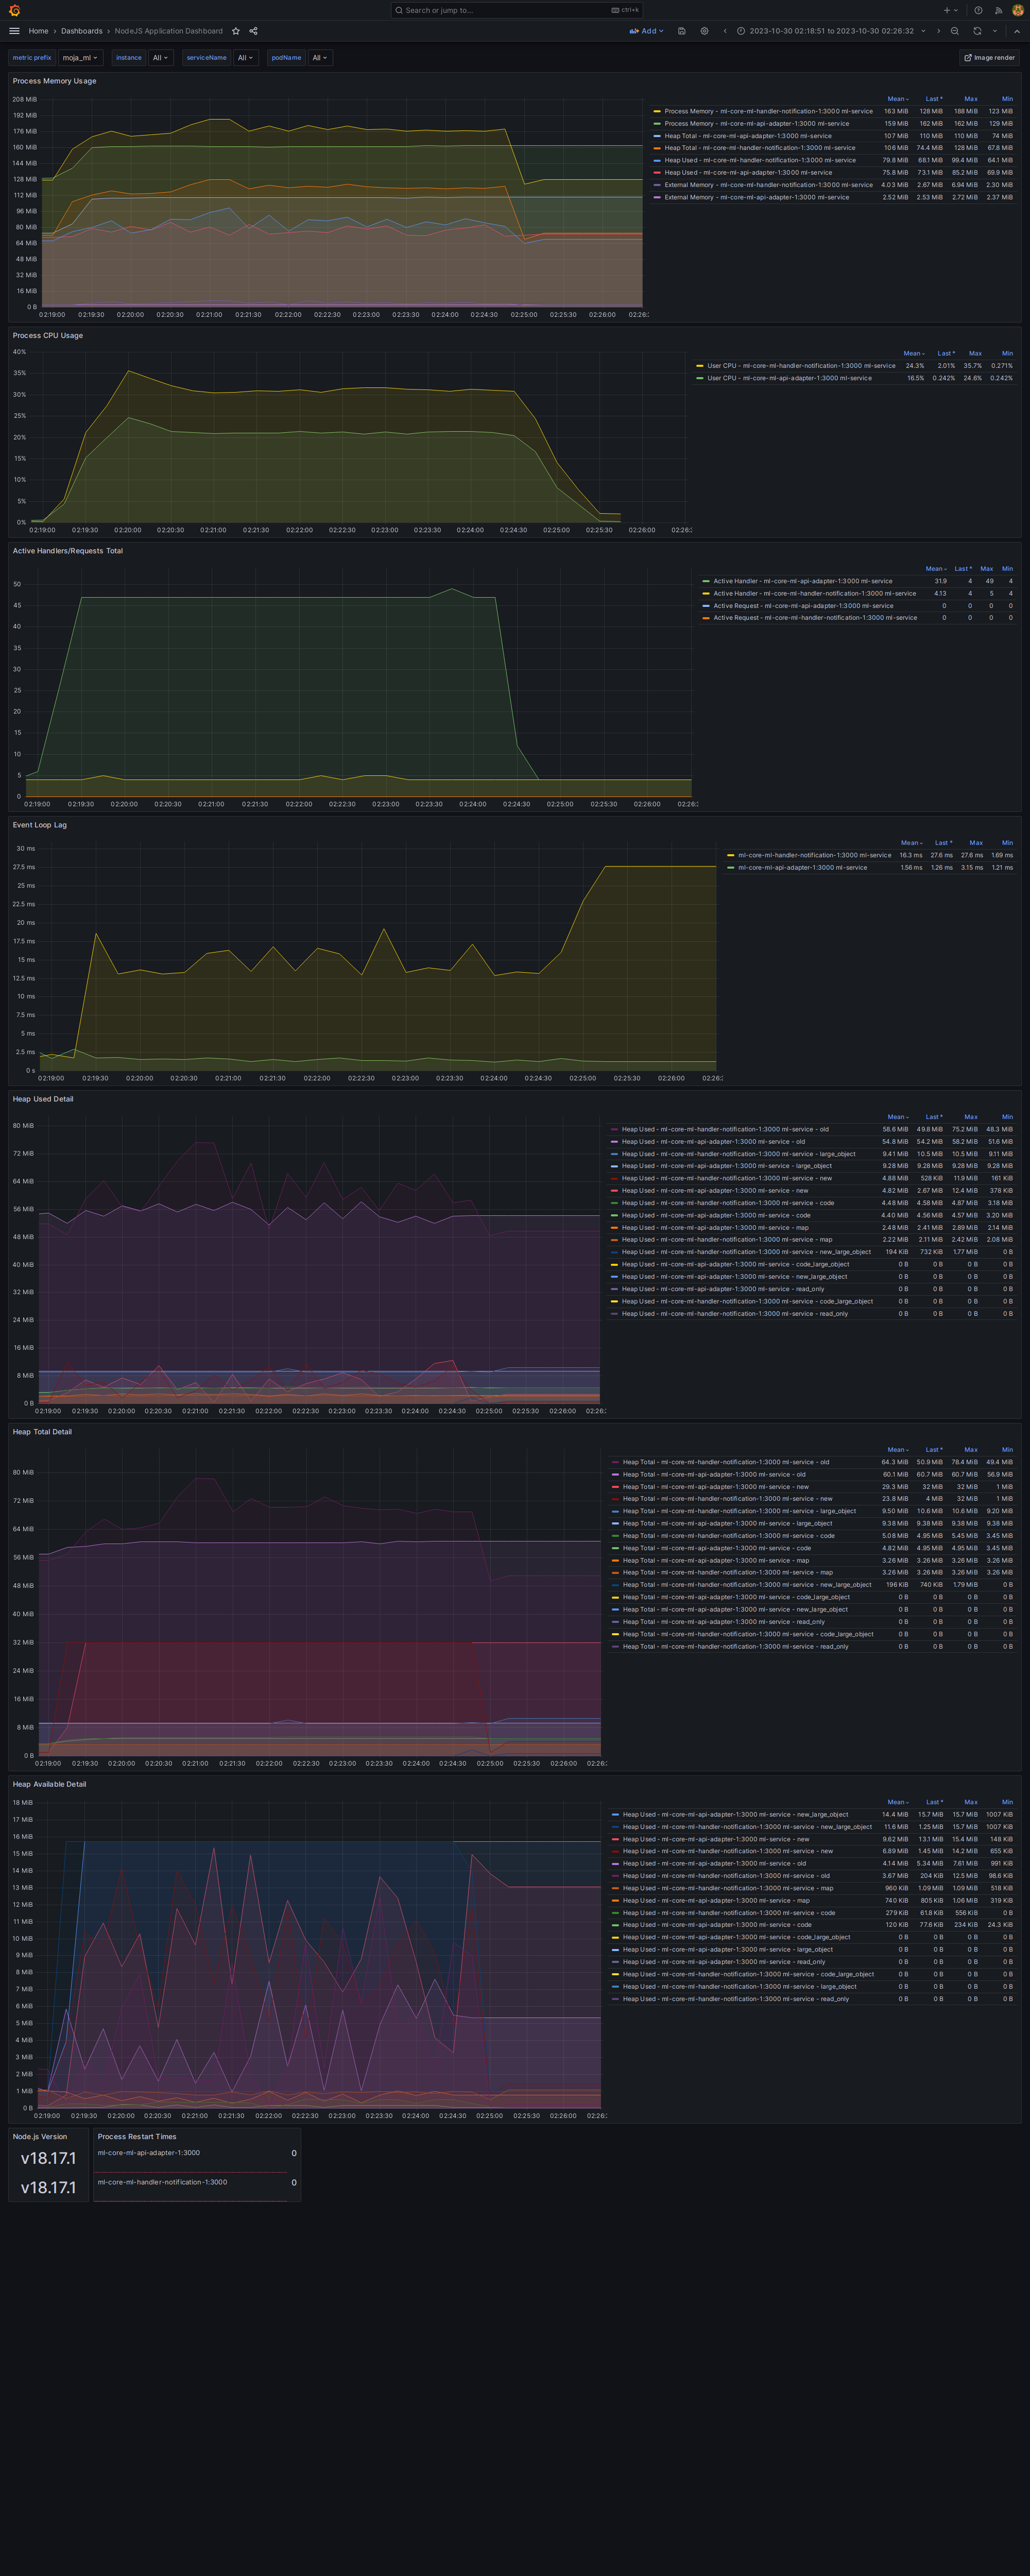 Search or jump to...
ctrl+k
Home › Dashboards › NodeJS Application Dashboard
Add
2023-10-30 02:18:51 to 2023-10-30 02:26:32
metric prefix moja_ml instance All serviceName All podName All
Image render
Process Memory Usage
208 MiB
192 MiB
176 MiB
160 MiB
144 MiB
128 MiB
112 MiB
96 MiB
80 MiB
64 MiB
48 MiB
32 MiB
16 MiB
0 B
02:19:00 02:19:30 02:20:00 02:20:30 02:21:00 02:21:30 02:22:00 02:22:30 02:23:00 02:23:30 02:24:00 02:24:30 02:25:00 02:25:30 02:26:00
Mean Last * Max Min
Process Memory - ml-core-ml-handler-notification-1:3000 ml-service 163 MiB 128 MiB 188 MiB 123 MiB
Process Memory - ml-core-ml-api-adapter-1:3000 ml-service 159 MiB 162 MiB 162 MiB 129 MiB
Heap Total - ml-core-ml-api-adapter-1:3000 ml-service 107 MiB 110 MiB 110 MiB 74 MiB
Heap Total - ml-core-ml-handler-notification-1:3000 ml-service 106 MiB 74.4 MiB 128 MiB 67.8 MiB
Heap Used - ml-core-ml-handler-notification-1:3000 ml-service 79.8 MiB 68.1 MiB 99.4 MiB 64.1 MiB
Heap Used - ml-core-ml-api-adapter-1:3000 ml-service 75.8 MiB 73.1 MiB 85.2 MiB 69.9 MiB
External Memory - ml-core-ml-handler-notification-1:3000 ml-service 4.03 MiB 2.67 MiB 6.94 MiB 2.30 MiB
External Memory - ml-core-ml-api-adapter-1:3000 ml-service 2.52 MiB 2.53 MiB 2.72 MiB 2.37 MiB
Process CPU Usage
40%
35%
30%
25%
20%
15%
10%
5%
0%
02:19:00 02:19:30 02:20:00 02:20:30 02:21:00 02:21:30 02:22:00 02:22:30 02:23:00 02:23:30 02:24:00 02:24:30 02:25:00 02:25:30 02:26:00
Mean Last * Max Min
User CPU - ml-core-ml-handler-notification-1:3000 ml-service 24.3% 2.01% 35.7% 0.271%
User CPU - ml-core-ml-api-adapter-1:3000 ml-service 16.5% 0.242% 24.6% 0.242%
Active Handlers/Requests Total
50
45
40
35
30
25
20
15
10
5
0
02:19:00 02:19:30 02:20:00 02:20:30 02:21:00 02:21:30 02:22:00 02:22:30 02:23:00 02:23:30 02:24:00 02:24:30 02:25:00 02:25:30 02:26:00
Mean Last * Max Min
Active Handler - ml-core-ml-api-adapter-1:3000 ml-service 31.9 4 49 4
Active Handler - ml-core-ml-handler-notification-1:3000 ml-service 4.13 4 5 4
Active Request - ml-core-ml-api-adapter-1:3000 ml-service 0 0 0 0
Active Request - ml-core-ml-handler-notification-1:3000 ml-service 0 0 0 0
Event Loop Lag
30 ms
27.5 ms
25 ms
22.5 ms
20 ms
17.5 ms
15 ms
12.5 ms
10 ms
7.5 ms
5 ms
2.5 ms
0 s
02:19:00 02:19:30 02:20:00 02:20:30 02:21:00 02:21:30 02:22:00 02:22:30 02:23:00 02:23:30 02:24:00 02:24:30 02:25:00 02:25:30 02:26:00
Mean Last * Max Min
ml-core-ml-handler-notification-1:3000 ml-service 16.3 ms 27.6 ms 27.6 ms 1.69 ms
ml-core-ml-api-adapter-1:3000 ml-service 1.56 ms 1.26 ms 3.15 ms 1.21 ms
Heap Used Detail
80 MiB
72 MiB
64 MiB
56 MiB
48 MiB
40 MiB
32 MiB
24 MiB
16 MiB
8 MiB
0 B
02:19:00 02:19:30 02:20:00 02:20:30 02:21:00 02:21:30 02:22:00 02:22:30 02:23:00 02:23:30 02:24:00 02:24:30 02:25:00 02:25:30 02:26:00
Mean Last * Max Min
Heap Used - ml-core-ml-handler-notification-1:3000 ml-service - old 58.6 MiB 49.8 MiB 75.2 MiB 48.3 MiB
Heap Used - ml-core-ml-api-adapter-1:3000 ml-service - old 54.8 MiB 54.2 MiB 58.2 MiB 51.6 MiB
Heap Used - ml-core-ml-handler-notification-1:3000 ml-service - large_object 9.41 MiB 10.5 MiB 10.5 MiB 9.11 MiB
Heap Used - ml-core-ml-api-adapter-1:3000 ml-service - large_object 9.28 MiB 9.28 MiB 9.28 MiB 9.28 MiB
Heap Used - ml-core-ml-handler-notification-1:3000 ml-service - new 4.88 MiB 528 KiB 11.9 MiB 161 KiB
Heap Used - ml-core-ml-api-adapter-1:3000 ml-service - new 4.82 MiB 2.67 MiB 12.4 MiB 378 KiB
Heap Used - ml-core-ml-handler-notification-1:3000 ml-service - code 4.48 MiB 4.58 MiB 4.87 MiB 3.18 MiB
Heap Used - ml-core-ml-api-adapter-1:3000 ml-service - code 4.40 MiB 4.56 MiB 4.57 MiB 3.20 MiB
Heap Used - ml-core-ml-api-adapter-1:3000 ml-service - map 2.48 MiB 2.41 MiB 2.89 MiB 2.14 MiB
Heap Used - ml-core-ml-handler-notification-1:3000 ml-service - map 2.22 MiB 2.11 MiB 2.42 MiB 2.08 MiB
Heap Used - ml-core-ml-handler-notification-1:3000 ml-service - new_large_object 194 KiB 732 KiB 1.77 MiB 0 B
Heap Used - ml-core-ml-api-adapter-1:3000 ml-service - code_large_object 0 B 0 B 0 B 0 B
Heap Used - ml-core-ml-api-adapter-1:3000 ml-service - new_large_object 0 B 0 B 0 B 0 B
Heap Used - ml-core-ml-api-adapter-1:3000 ml-service - read_only 0 B 0 B 0 B 0 B
Heap Used - ml-core-ml-handler-notification-1:3000 ml-service - code_large_object 0 B 0 B 0 B 0 B
Heap Used - ml-core-ml-handler-notification-1:3000 ml-service - read_only 0 B 0 B 0 B 0 B
Heap Total Detail
80 MiB
72 MiB
64 MiB
56 MiB
48 MiB
40 MiB
32 MiB
24 MiB
16 MiB
8 MiB
0 B
02:19:00 02:19:30 02:20:00 02:20:30 02:21:00 02:21:30 02:22:00 02:22:30 02:23:00 02:23:30 02:24:00 02:24:30 02:25:00 02:25:30 02:26:00
Mean Last * Max Min
Heap Total - ml-core-ml-handler-notification-1:3000 ml-service - old 64.3 MiB 50.9 MiB 78.4 MiB 49.4 MiB
Heap Total - ml-core-ml-api-adapter-1:3000 ml-service - old 60.1 MiB 60.7 MiB 60.7 MiB 56.9 MiB
Heap Total - ml-core-ml-api-adapter-1:3000 ml-service - new 29.3 MiB 32 MiB 32 MiB 1 MiB
Heap Total - ml-core-ml-handler-notification-1:3000 ml-service - new 23.8 MiB 4 MiB 32 MiB 1 MiB
Heap Total - ml-core-ml-handler-notification-1:3000 ml-service - large_object 9.50 MiB 10.6 MiB 10.6 MiB 9.20 MiB
Heap Total - ml-core-ml-api-adapter-1:3000 ml-service - large_object 9.38 MiB 9.38 MiB 9.38 MiB 9.38 MiB
Heap Total - ml-core-ml-handler-notification-1:3000 ml-service - code 5.08 MiB 4.95 MiB 5.45 MiB 3.45 MiB
Heap Total - ml-core-ml-api-adapter-1:3000 ml-service - code 4.82 MiB 4.95 MiB 4.95 MiB 3.45 MiB
Heap Total - ml-core-ml-api-adapter-1:3000 ml-service - map 3.26 MiB 3.26 MiB 3.26 MiB 3.26 MiB
Heap Total - ml-core-ml-handler-notification-1:3000 ml-service - map 3.26 MiB 3.26 MiB 3.26 MiB 3.26 MiB
Heap Total - ml-core-ml-handler-notification-1:3000 ml-service - new_large_object 196 KiB 740 KiB 1.79 MiB 0 B
Heap Total - ml-core-ml-api-adapter-1:3000 ml-service - code_large_object 0 B 0 B 0 B 0 B
Heap Total - ml-core-ml-api-adapter-1:3000 ml-service - new_large_object 0 B 0 B 0 B 0 B
Heap Total - ml-core-ml-api-adapter-1:3000 ml-service - read_only 0 B 0 B 0 B 0 B
Heap Total - ml-core-ml-handler-notification-1:3000 ml-service - code_large_object 0 B 0 B 0 B 0 B
Heap Total - ml-core-ml-handler-notification-1:3000 ml-service - read_only 0 B 0 B 0 B 0 B
Heap Available Detail
18 MiB
17 MiB
16 MiB
15 MiB
14 MiB
13 MiB
12 MiB
11 MiB
10 MiB
9 MiB
8 MiB
7 MiB
6 MiB
5 MiB
4 MiB
3 MiB
2 MiB
1 MiB
0 B
02:19:00 02:19:30 02:20:00 02:20:30 02:21:00 02:21:30 02:22:00 02:22:30 02:23:00 02:23:30 02:24:00 02:24:30 02:25:00 02:25:30 02:26:00
Mean Last * Max Min
Heap Used - ml-core-ml-api-adapter-1:3000 ml-service - new_large_object 14.4 MiB 15.7 MiB 15.7 MiB 1007 KiB
Heap Used - ml-core-ml-handler-notification-1:3000 ml-service - new_large_object 11.6 MiB 1.25 MiB 15.7 MiB 1007 KiB
Heap Used - ml-core-ml-api-adapter-1:3000 ml-service - new 9.62 MiB 13.1 MiB 15.4 MiB 148 KiB
Heap Used - ml-core-ml-handler-notification-1:3000 ml-service - new 6.89 MiB 1.45 MiB 14.2 MiB 655 KiB
Heap Used - ml-core-ml-api-adapter-1:3000 ml-service - old 4.14 MiB 5.34 MiB 7.61 MiB 991 KiB
Heap Used - ml-core-ml-handler-notification-1:3000 ml-service - old 3.67 MiB 204 KiB 12.5 MiB 98.6 KiB
Heap Used - ml-core-ml-handler-notification-1:3000 ml-service - map 960 KiB 1.09 MiB 1.09 MiB 518 KiB
Heap Used - ml-core-ml-api-adapter-1:3000 ml-service - map 740 KiB 805 KiB 1.06 MiB 319 KiB
Heap Used - ml-core-ml-handler-notification-1:3000 ml-service - code 279 KiB 61.8 KiB 556 KiB 0 B
Heap Used - ml-core-ml-api-adapter-1:3000 ml-service - code 120 KiB 77.6 KiB 234 KiB 24.3 KiB
Heap Used - ml-core-ml-api-adapter-1:3000 ml-service - code_large_object 0 B 0 B 0 B 0 B
Heap Used - ml-core-ml-api-adapter-1:3000 ml-service - large_object 0 B 0 B 0 B 0 B
Heap Used - ml-core-ml-api-adapter-1:3000 ml-service - read_only 0 B 0 B 0 B 0 B
Heap Used - ml-core-ml-handler-notification-1:3000 ml-service - code_large_object 0 B 0 B 0 B 0 B
Heap Used - ml-core-ml-handler-notification-1:3000 ml-service - large_object 0 B 0 B 0 B 0 B
Heap Used - ml-core-ml-handler-notification-1:3000 ml-service - read_only 0 B 0 B 0 B 0 B
Node.js Version
v18.17.1
v18.17.1
Process Restart Times
ml-core-ml-api-adapter-1:3000 0
ml-core-ml-handler-notification-1:3000 0